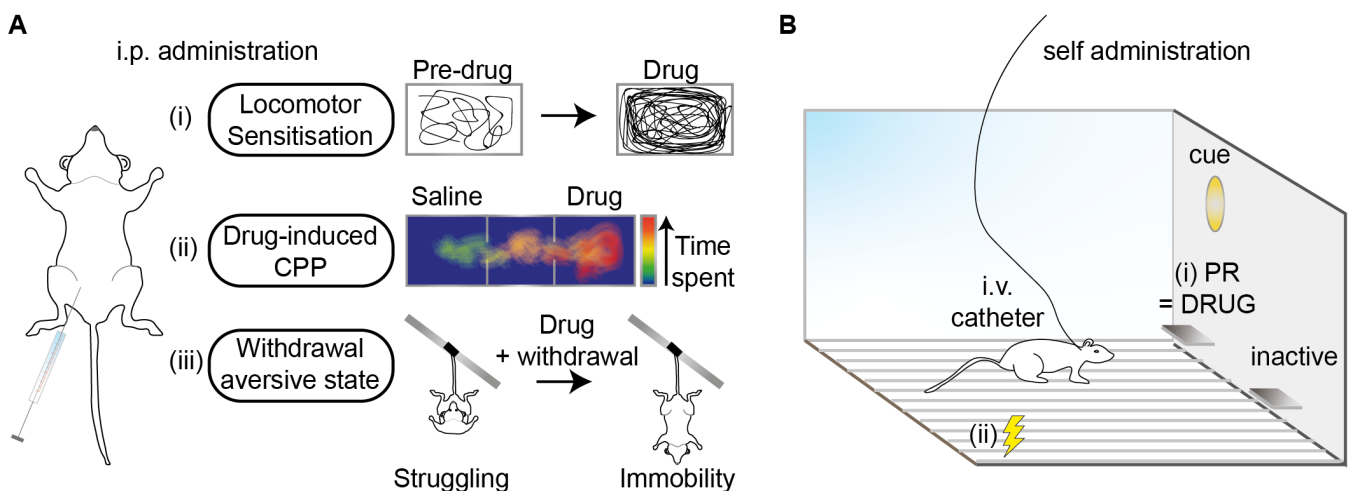 A
i.p. administration
(i)
Locomotor
Sensitisation
Pre-drug
Drug
(ii)
Drug-induced
CPP
Saline
Drug
Time
spent
(iii)
Withdrawal
aversive state
Drug
+ withdrawal
Struggling
Immobility
B
self administration
cue
(i) PR
= DRUG
i.v.
catheter
inactive
(ii)